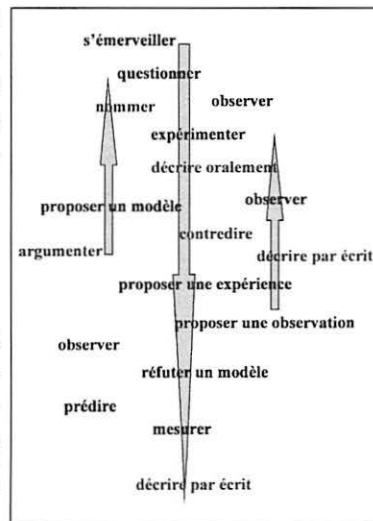 s'émerveiller
questionner
nommer
observer
expérimenter
décrire oralement
observer
proposer un modèle
contredire
argumenter
décrire par écrit
proposer une expérience
proposer une observation
observer
réfuter un modèle
prédire
mesurer
décrire par écrit